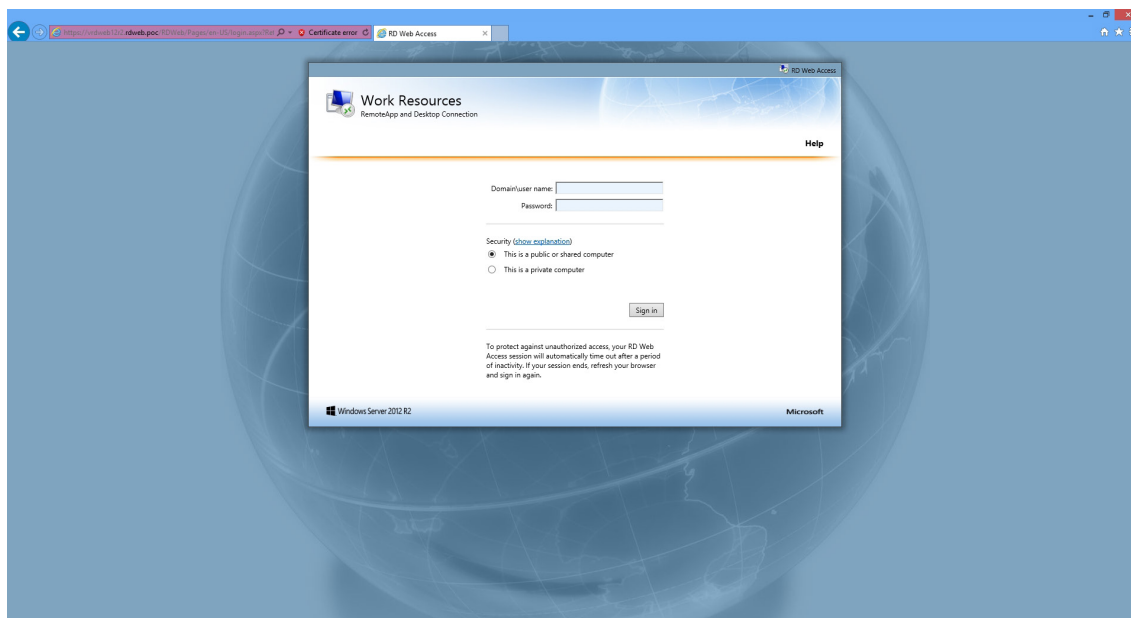 https://vrdweb12r2.rdweb.poc/RDWeb/Pages/en-US/login.aspx?Ret
Certificate error
RD Web Access
RD Web Access
Work Resources
RemoteApp and Desktop Connection
Help
Domain\user name:
Password:
Security (show explanation)
This is a public or shared computer
This is a private computer
Sign in
To protect against unauthorized access, your RD Web
Access session will automatically time out after a period
of inactivity. If your session ends, refresh your browser
and sign in again.
Windows Server 2012 R2
Microsoft